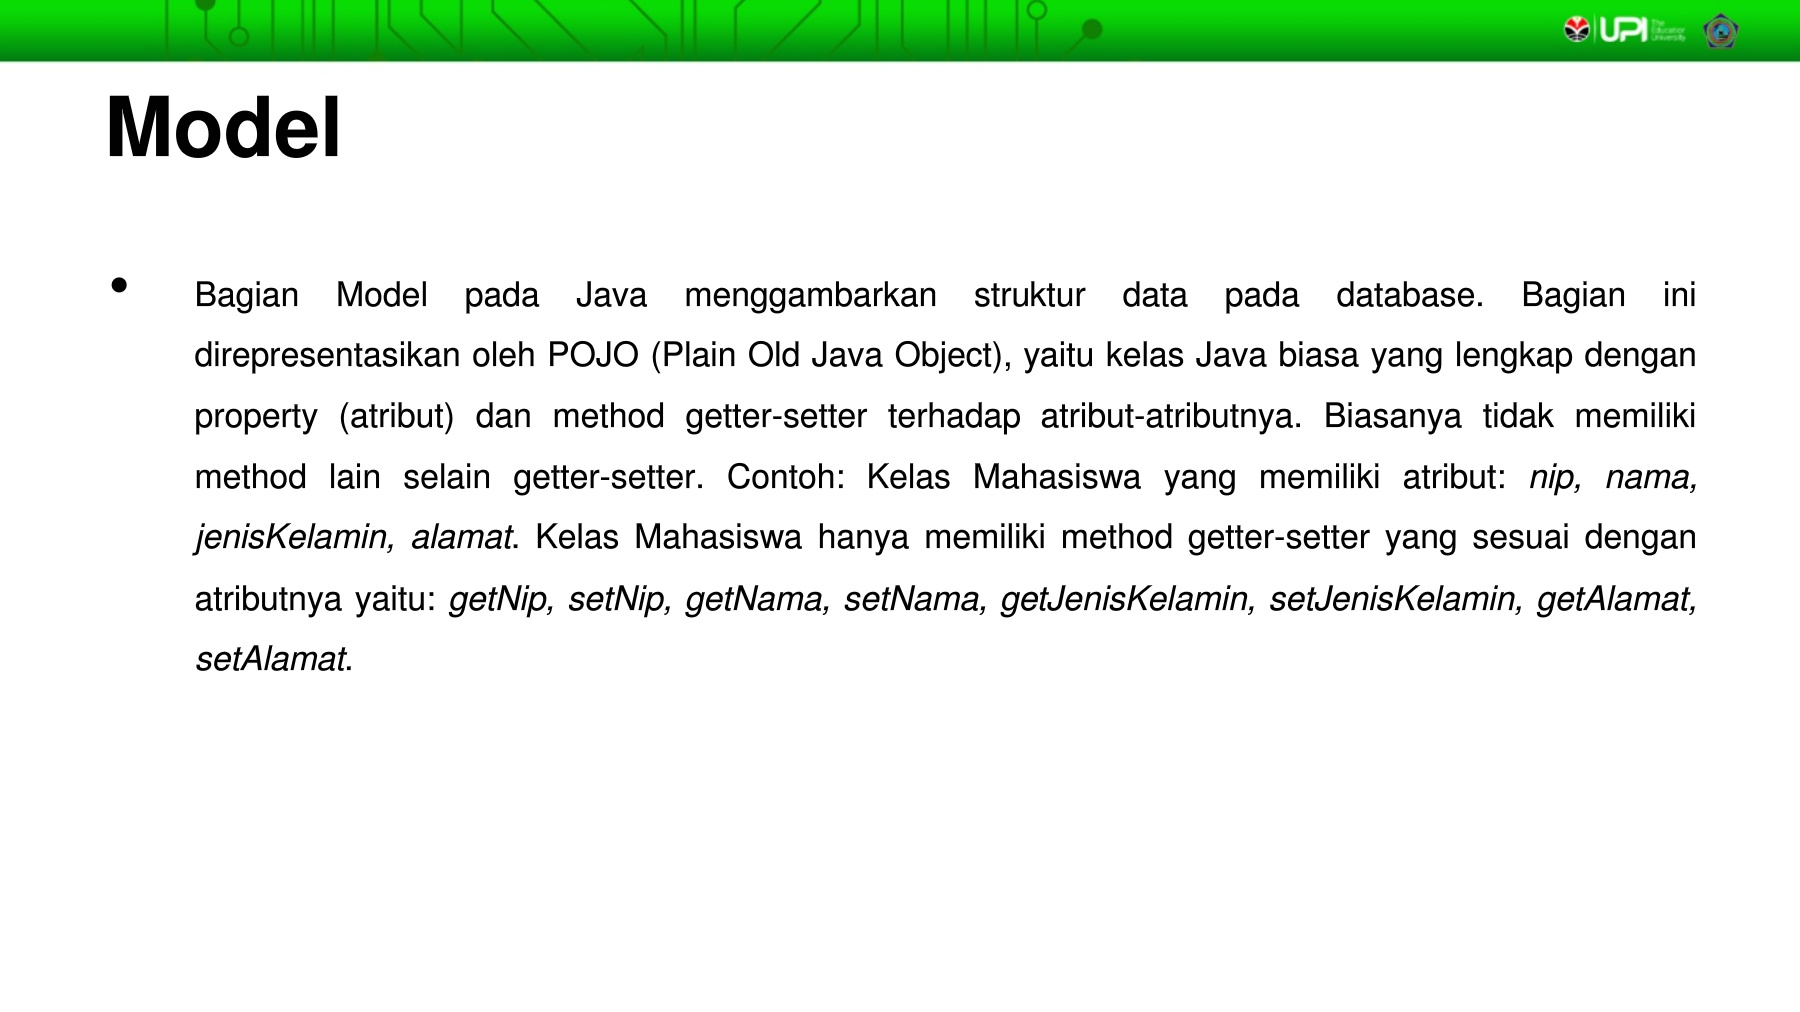 UPI
The
Education
University
Model
• Bagian Model pada Java menggambarkan struktur data pada database. Bagian ini
direpresentasikan oleh POJO (Plain Old Java Object), yaitu kelas Java biasa yang lengkap dengan
property (atribut) dan method getter-setter terhadap atribut-atributnya. Biasanya tidak memiliki
method lain selain getter-setter. Contoh: Kelas Mahasiswa yang memiliki atribut: nip, nama,
jenisKelamin, alamat. Kelas Mahasiswa hanya memiliki method getter-setter yang sesuai dengan
atributnya yaitu: getNip, setNip, getNama, setNama, getJenisKelamin, setJenisKelamin, getAlamat,
setAlamat.